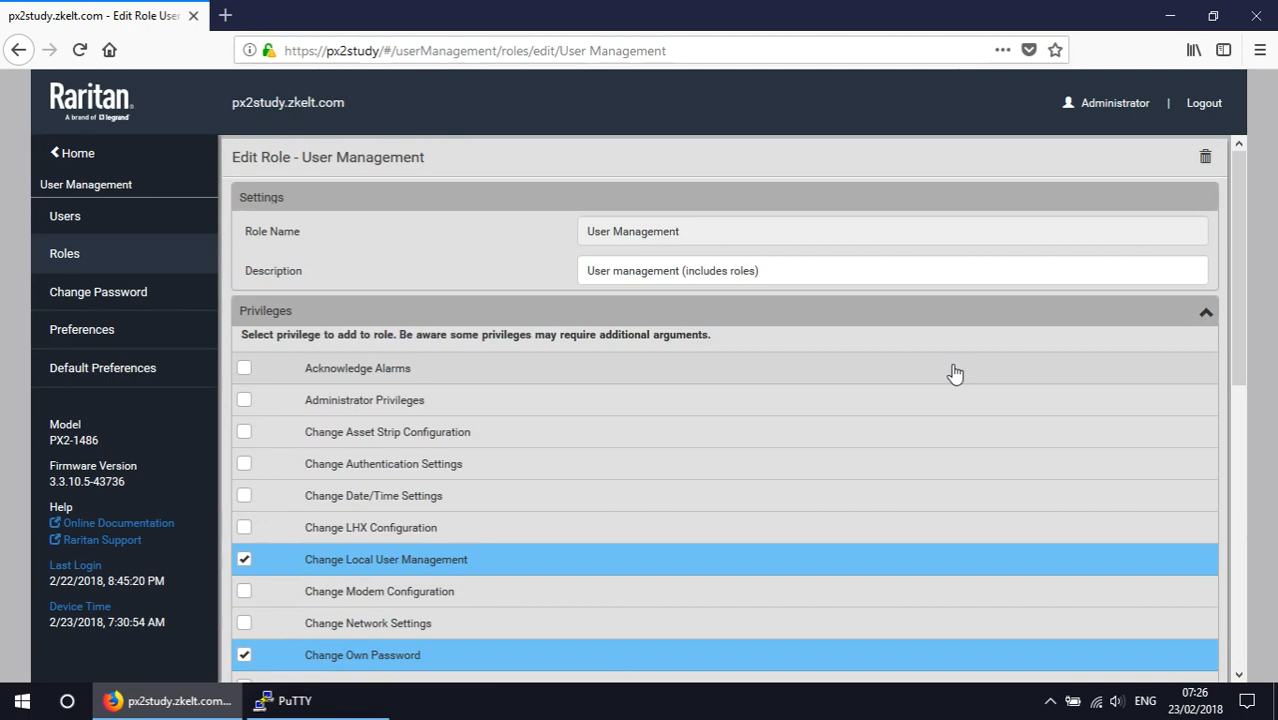 px2study.zkelt.com - Edit Role User
https://px2study/#/userManagement/roles/edit/User Management
Raritan.
A brand of legrand
px2study.zkelt.com
Administrator | Logout
Home
User Management
Users
Roles
Change Password
Preferences
Default Preferences
Model
PX2-1486
Firmware Version
3.3.10.5-43736
Help
Online Documentation
Raritan Support
Last Login
2/22/2018, 8:45:20 PM
Device Time
2/23/2018, 7:30:54 AM
Edit Role - User Management
Settings
Role Name User Management
Description User management (includes roles)
Privileges
Select privilege to add to role. Be aware some privileges may require additional arguments.
Acknowledge Alarms
Administrator Privileges
Change Asset Strip Configuration
Change Authentication Settings
Change Date/Time Settings
Change LHX Configuration
Change Local User Management
Change Modem Configuration
Change Network Settings
Change Own Password
px2study.zkelt.com...
PuTTY
ENG
07:26
23/02/2018